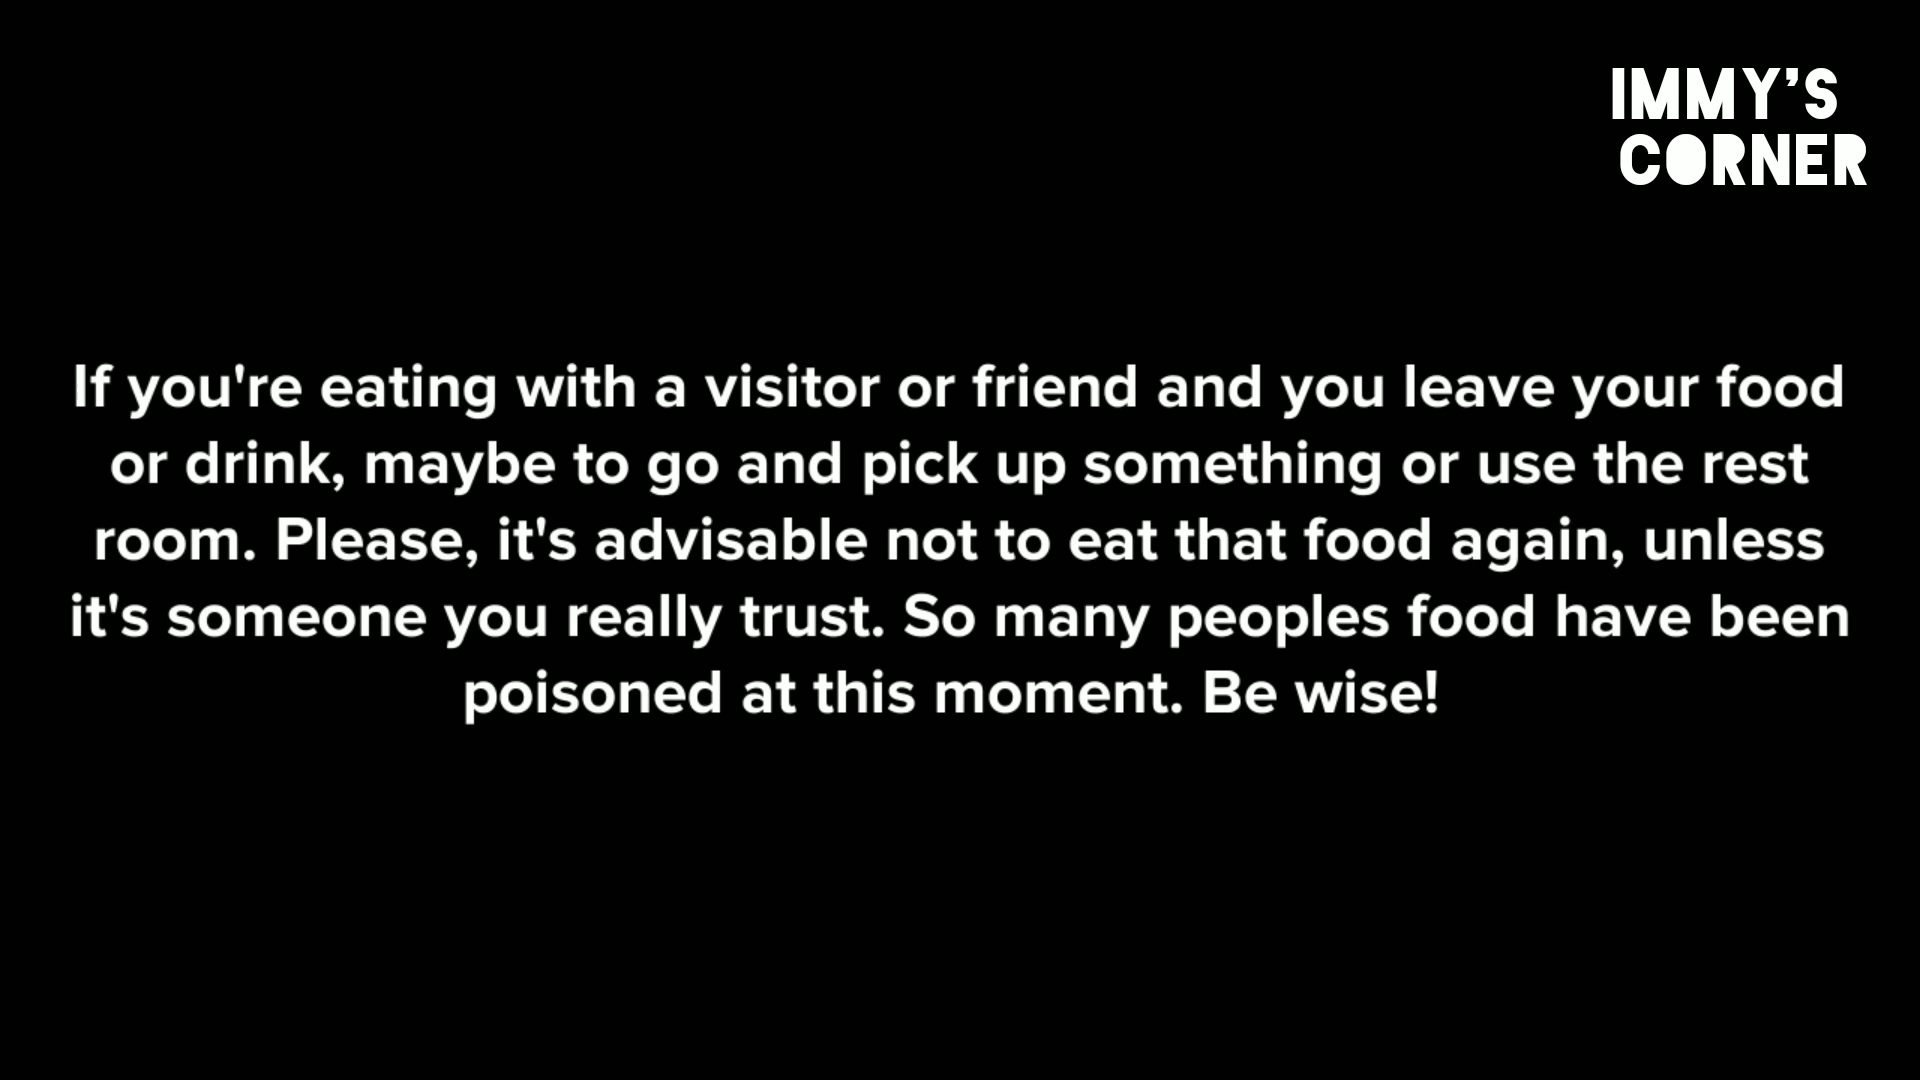 IMMY'S
CORNER
If you're eating with a visitor or friend and you leave your food
or drink, maybe to go and pick up something or use the rest
room. Please, it's advisable not to eat that food again, unless
it's someone you really trust. So many peoples food have been
poisoned at this moment. Be wise!